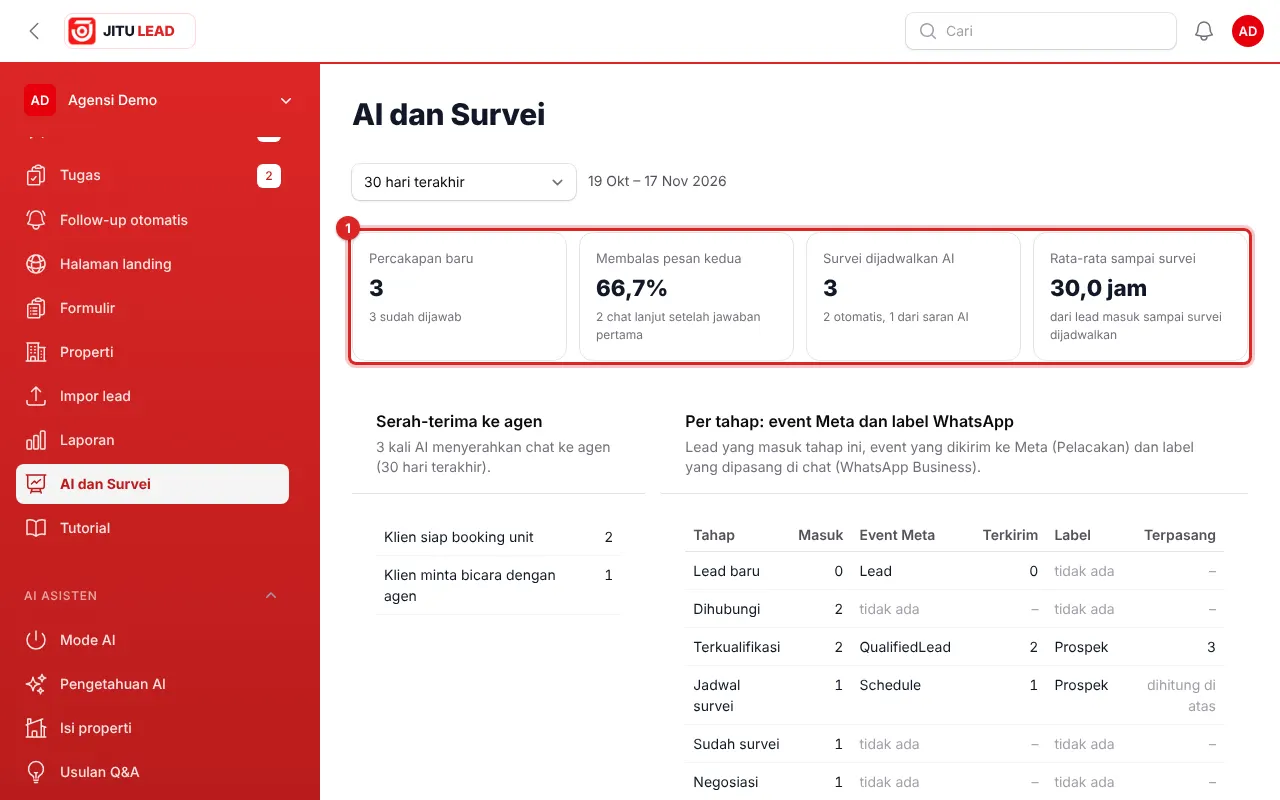 JITU LEAD
Cari
AD
AD
Agensi Demo
Tugas
2
Follow-up otomatis
Halaman landing
Formulir
Properti
Impor lead
Laporan
AI dan Survei
Tutorial
AI ASISTEN
Mode AI
Pengetahuan AI
Isi properti
Usulan Q&A
AI dan Survei
30 hari terakhir
19 Okt – 17 Nov 2026
1
Percakapan baru
3
3 sudah dijawab
Membalas pesan kedua
66,7%
2 chat lanjut setelah jawaban
pertama
Survei dijadwalkan AI
3
2 otomatis, 1 dari saran AI
Rata-rata sampai survei
30,0 jam
dari lead masuk sampai survei
dijadwalkan
Serah-terima ke agen
3 kali AI menyerahkan chat ke agen
(30 hari terakhir).
Klien siap booking unit 2
Klien minta bicara dengan 1
agen
Per tahap: event Meta dan label WhatsApp
Lead yang masuk tahap ini, event yang dikirim ke Meta (Pelacakan) dan label
yang dipasang di chat (WhatsApp Business).
Tahap Masuk Event Meta Terkirim Label Terpasang
Lead baru 0 Lead 0 tidak ada –
Dihubungi 2 tidak ada – tidak ada –
Terkualifikasi 2 QualifiedLead 2 Prospek 3
Jadwal 1 Schedule 1 Prospek dihitung di
survei atas
Sudah survei 1 tidak ada – tidak ada –
Negosiasi 1 tidak ada – tidak ada –